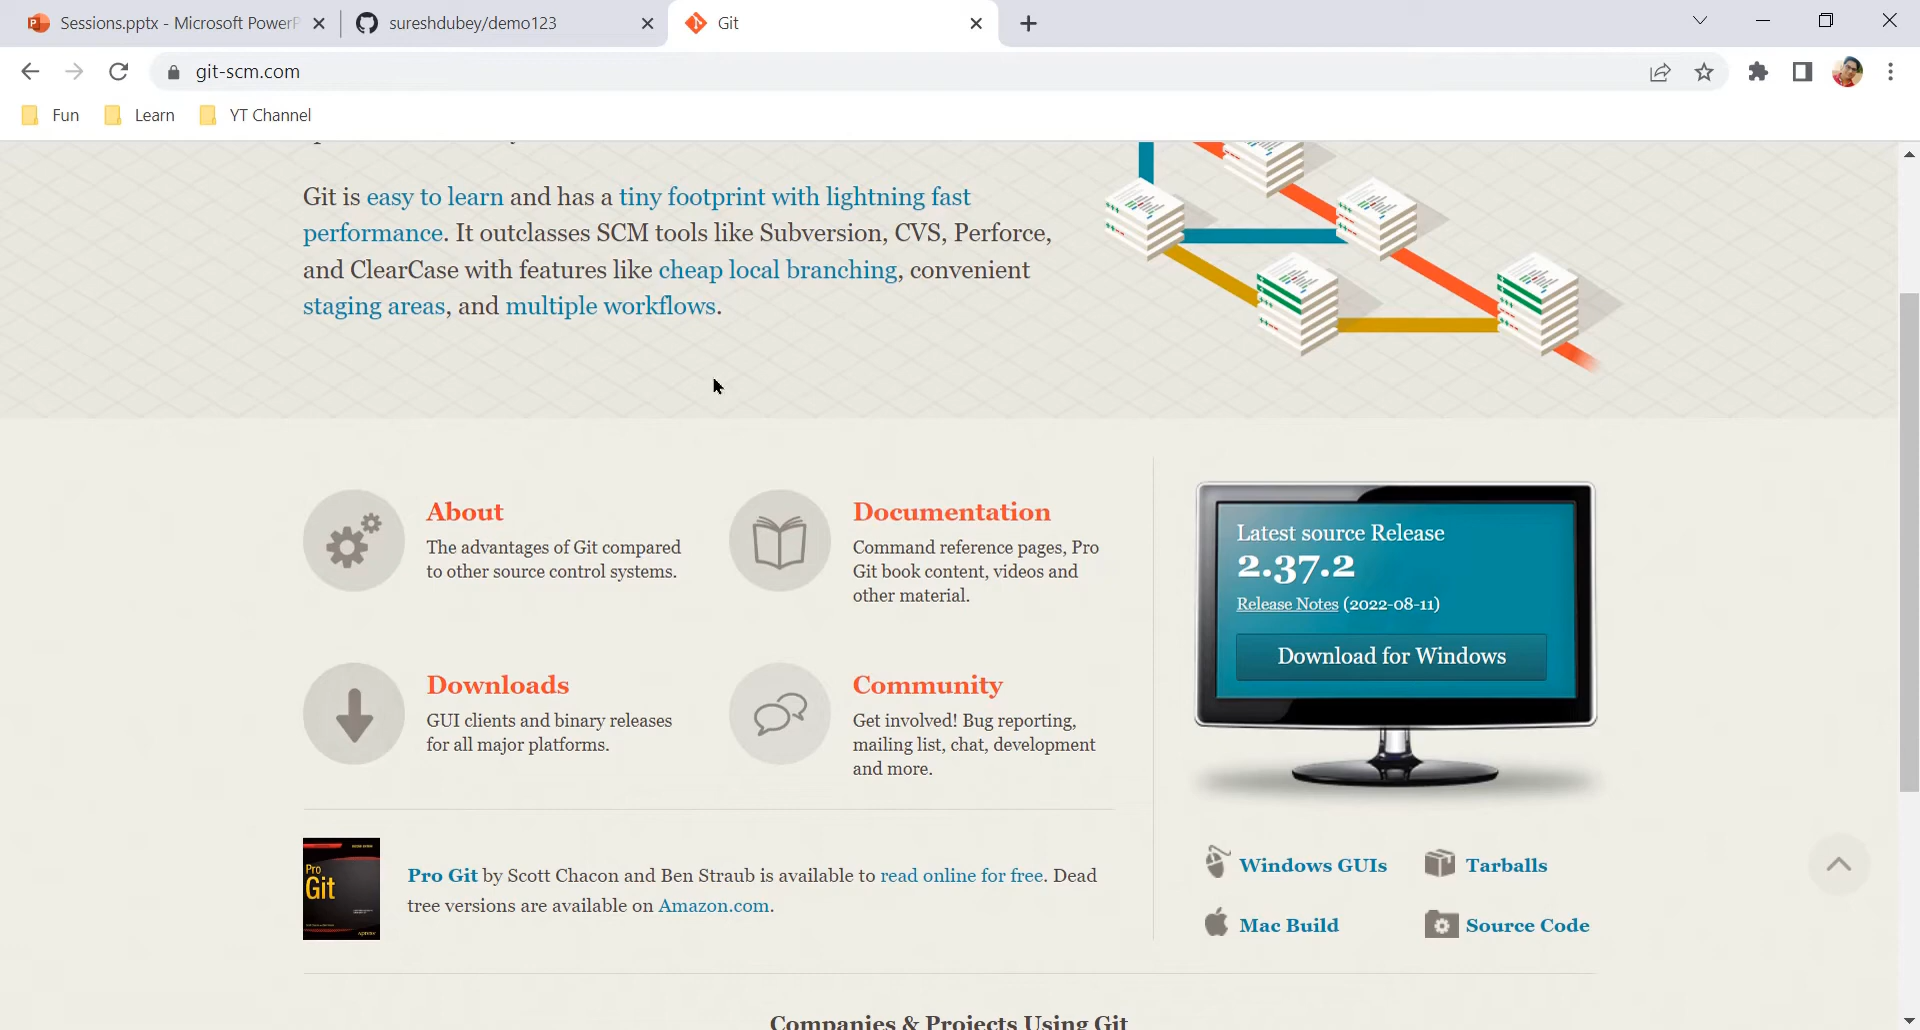 Sessions.pptx - Microsoft PowerP
sureshdubey/demo123
Git
git-scm.com
Fun
Learn
YT Channel
Git is easy to learn and has a tiny footprint with lightning fast
performance. It outclasses SCM tools like Subversion, CVS, Perforce,
and ClearCase with features like cheap local branching, convenient
staging areas, and multiple workflows.
About
The advantages of Git compared
to other source control systems.
Documentation
Command reference pages, Pro
Git book content, videos and
other material.
Downloads
GUI clients and binary releases
for all major platforms.
Community
Get involved! Bug reporting,
mailing list, chat, development
and more.
Latest source Release
2.37.2
Release Notes (2022-08-11)
Download for Windows
Pro
Git
Pro Git by Scott Chacon and Ben Straub is available to read online for free. Dead
tree versions are available on Amazon.com.
Windows GUIs
Tarballs
Mac Build
Source Code
Companies & Projects Using Git